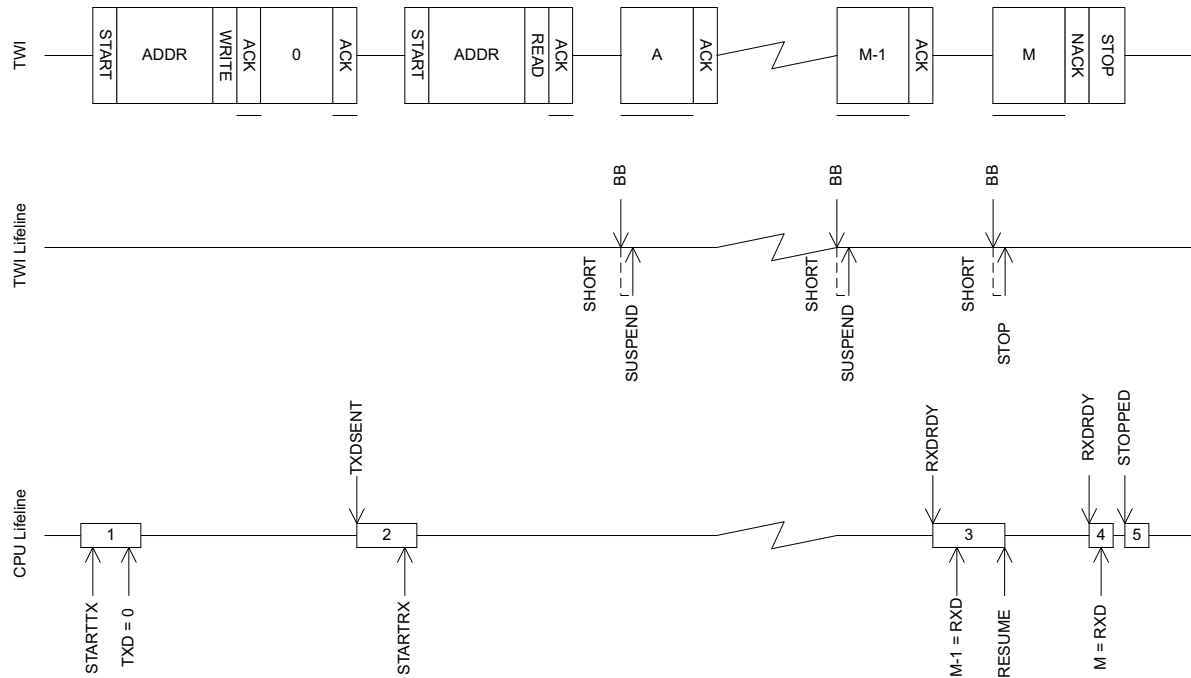 TWI
START
ADDR
WRITE
ACK
0
ACK
START
ADDR
READ
ACK
A
ACK
M-1
ACK
M
NACK
STOP
TWI Lifeline
BB
SHORT
SUSPEND
BB
SHORT
SUSPEND
BB
SHORT
STOP
CPU Lifeline
1
STARTTX
TXD = 0
TXDSENT
2
STARTRX
RXDRDY
3
M-1 = RXD
RESUME
RXDRDY
4
M = RXD
STOPPED
5